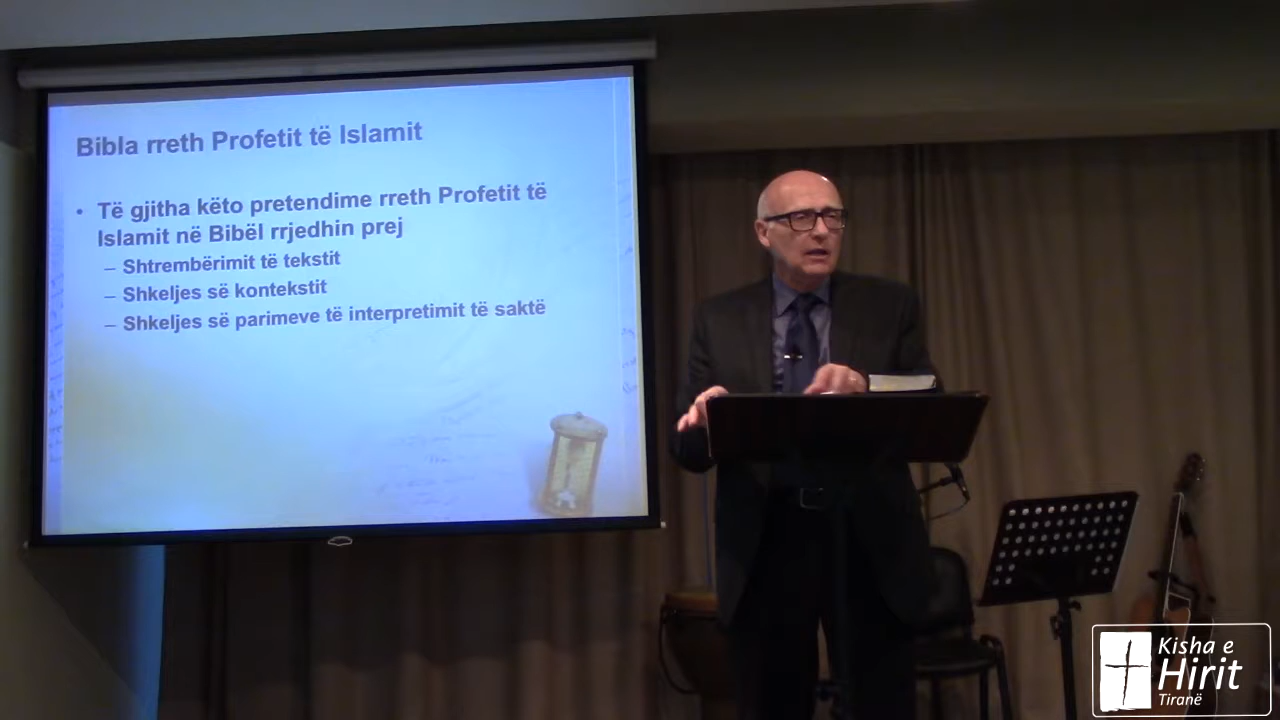 Bibla rreth Profetit të Islamit
• Të gjitha këto pretendime rreth Profetit të
Islamit në Bibël rrjedhin prej
– Shtrembërimit të tekstit
– Shkeljes së kontekstit
– Shkeljes së parimeve të interpretimit të saktë
Kisha e
Hirit
Tiranë